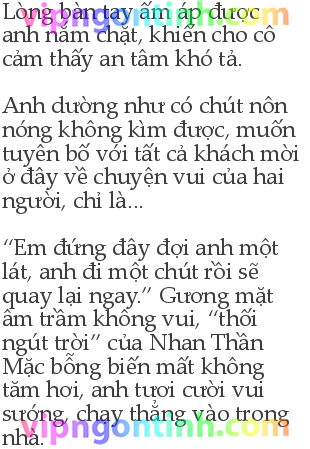 Lòng bàn tay ấm áp được
anh nắm chặt, khiến cho cô
cảm thấy an tâm khó tả.
Anh dường như có chút nôn
nóng không kìm được, muốn
tuyên bố với tất cả khách mời
ở đây về chuyện vui của hai
người, chỉ là...
“Em đứng đây đợi anh một
lát, anh đi một chút rồi sẽ
quay lại ngay.” Gương mặt
âm trầm không vui, “thối
ngút trời” của Nhan Thần
Mặc bỗng biến mất không
tăm hơi, anh tươi cười vui
sướng, chạy thẳng vào trong
nhà.
vipngontinh.com
vipngontinh.com